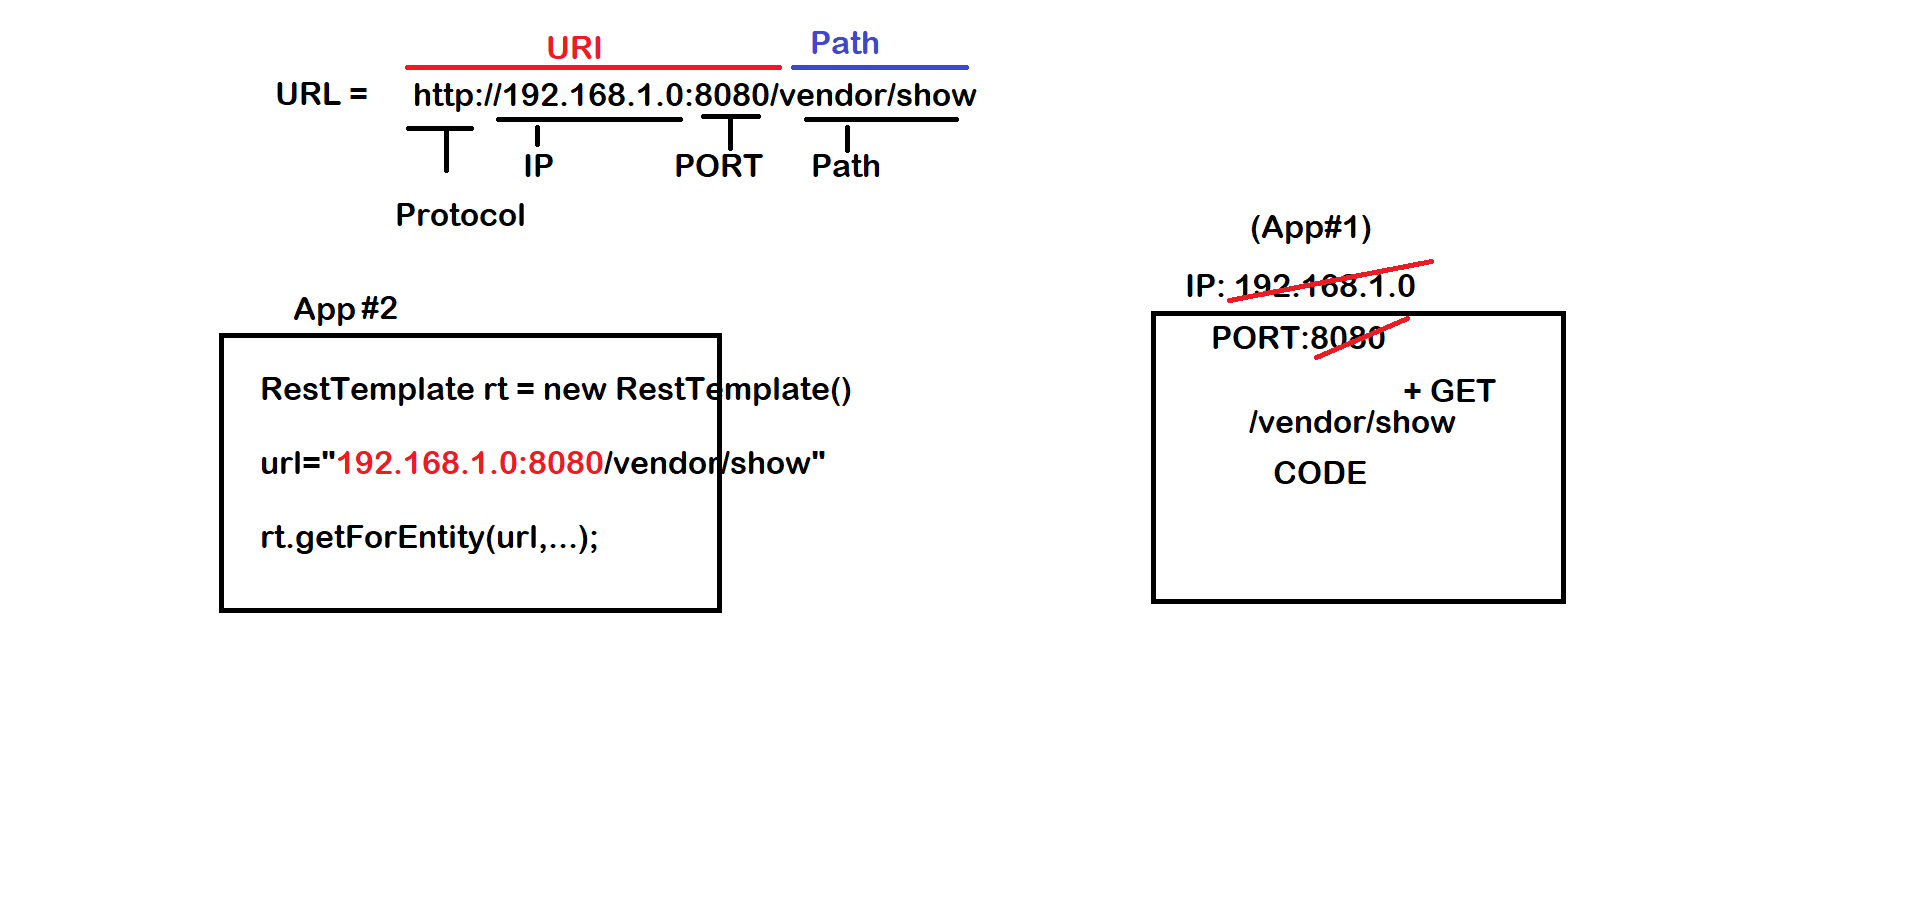 URI Path
URL = http://192.168.1.0:8080/vendor/show
IP PORT Path
Protocol
(App#1)
IP: 192.168.1.0
PORT:8080
+ GET
/vendor/show
CODE
App #2
RestTemplate rt = new RestTemplate()
url="192.168.1.0:8080/vendor/show"
rt.getForEntity(url,...);